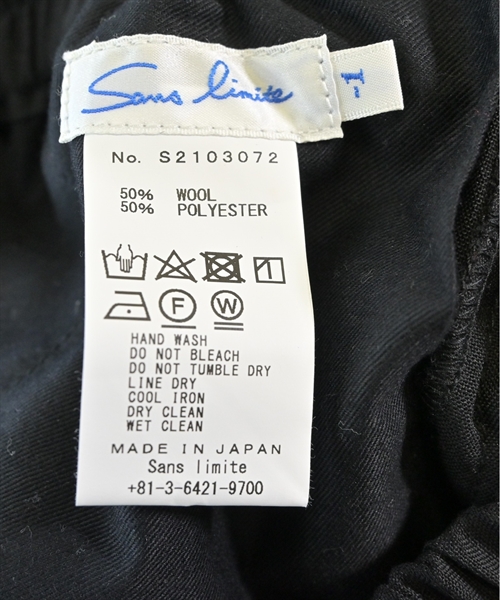 Sans limite
-1
No. S2103072
50% WOOL
50% POLYESTER
F W
HAND WASH
DO NOT BLEACH
DO NOT TUMBLE DRY
LINE DRY
COOL IRON
DRY CLEAN
WET CLEAN
MADE IN JAPAN
Sans limite
+81-3-6421-9700